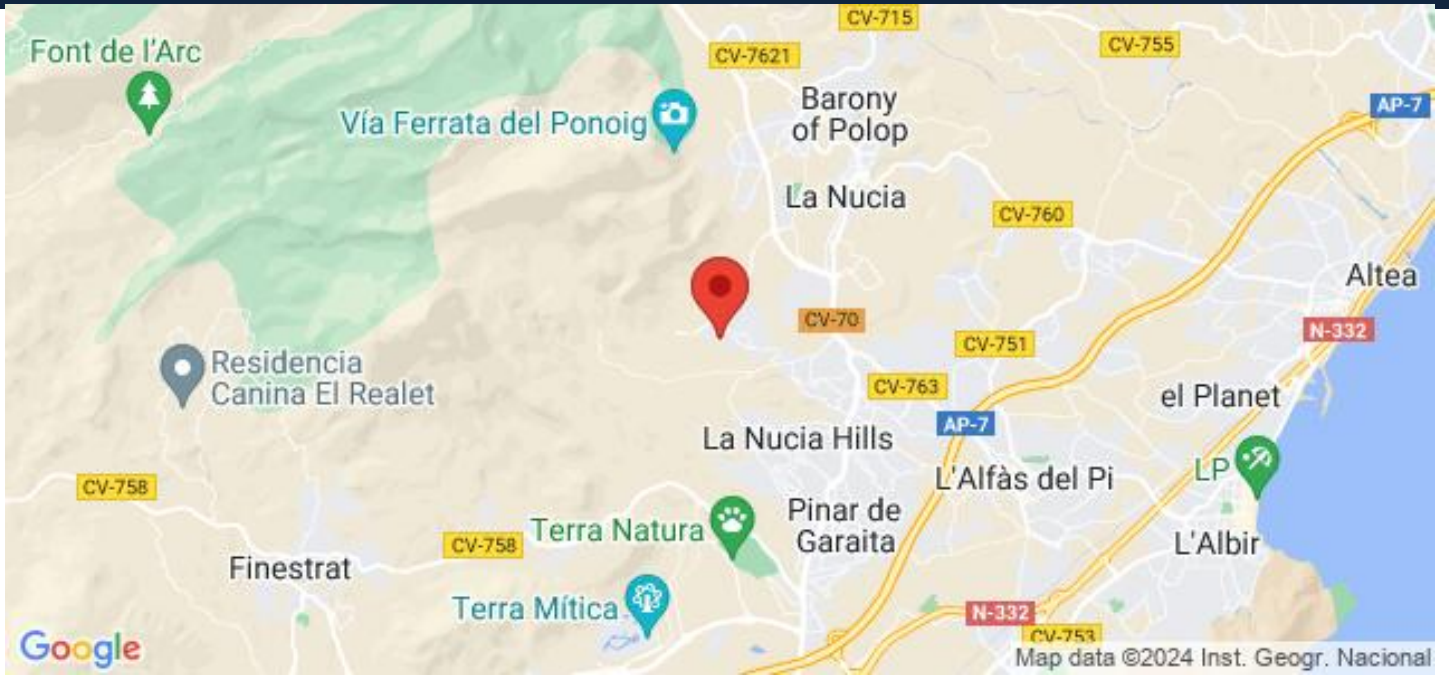 CV-715
Font de l'Arc
CV-7621
CV-755
Barony
of Polop
AP-7
Vía Ferrata del Ponoig
La Nucia
CV-760
Altea
CV-70
N-332
CV-751
Residencia
Canina El Realet
CV-763
el Planet
AP-7
La Nucia Hills
LP
L'Alfàs del Pi
CV-758
Pinar de
Garaita
Terra Natura
L'Albir
CV-758
Finestrat
Terra Mítica
N-332
CV-753
Google
Map data ©2024 Inst. Geogr. Nacional